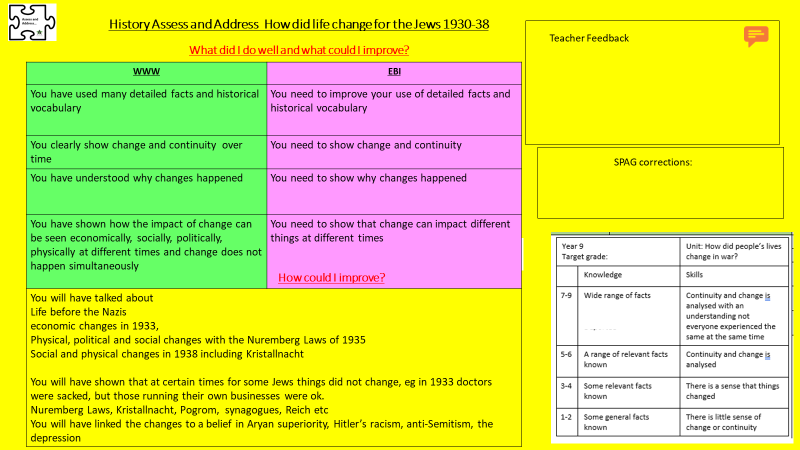 Assess and
Address...
History Assess and Address How did life change for the Jews 1930-38
What did I do well and what could I improve?
WWW
EBI
You have used many detailed facts and historical
vocabulary
You need to improve your use of detailed facts and
historical vocabulary
You clearly show change and continuity over
time
You need to show change and continuity
You have understood why changes happened
You need to show why changes happened
You have shown how the impact of change can
be seen economically, socially, politically,
physically at different times and change does not
happen simultaneously
You need to show that change can impact different
things at different times
How could I improve?
You will have talked about
Life before the Nazis
economic changes in 1933,
Physical, political and social changes with the Nuremberg Laws of 1935
Social and physical changes in 1938 including Kristallnacht
You will have shown that at certain times for some Jews things did not change, eg in 1933 doctors
were sacked, but those running their own businesses were ok.
Nuremberg Laws, Kristallnacht, Pogrom, synagogues, Reich etc
You will have linked the changes to a belief in Aryan superiority, Hitler's racism, anti-Semitism, the
depression
Teacher Feedback
SPAG corrections:
Year 9
Target grade:
Unit: How did people's lives
change in war?
Knowledge
Skills
7-9
Wide range of facts
Continuity and change is
analysed with an
understanding not
everyone experienced the
same at the same time
5-6
A range of relevant facts
known
Continuity and change is
analysed
3-4
Some relevant facts
known
There is a sense that things
changed
1-2
Some general facts
known
There is little sense of
change or continuity